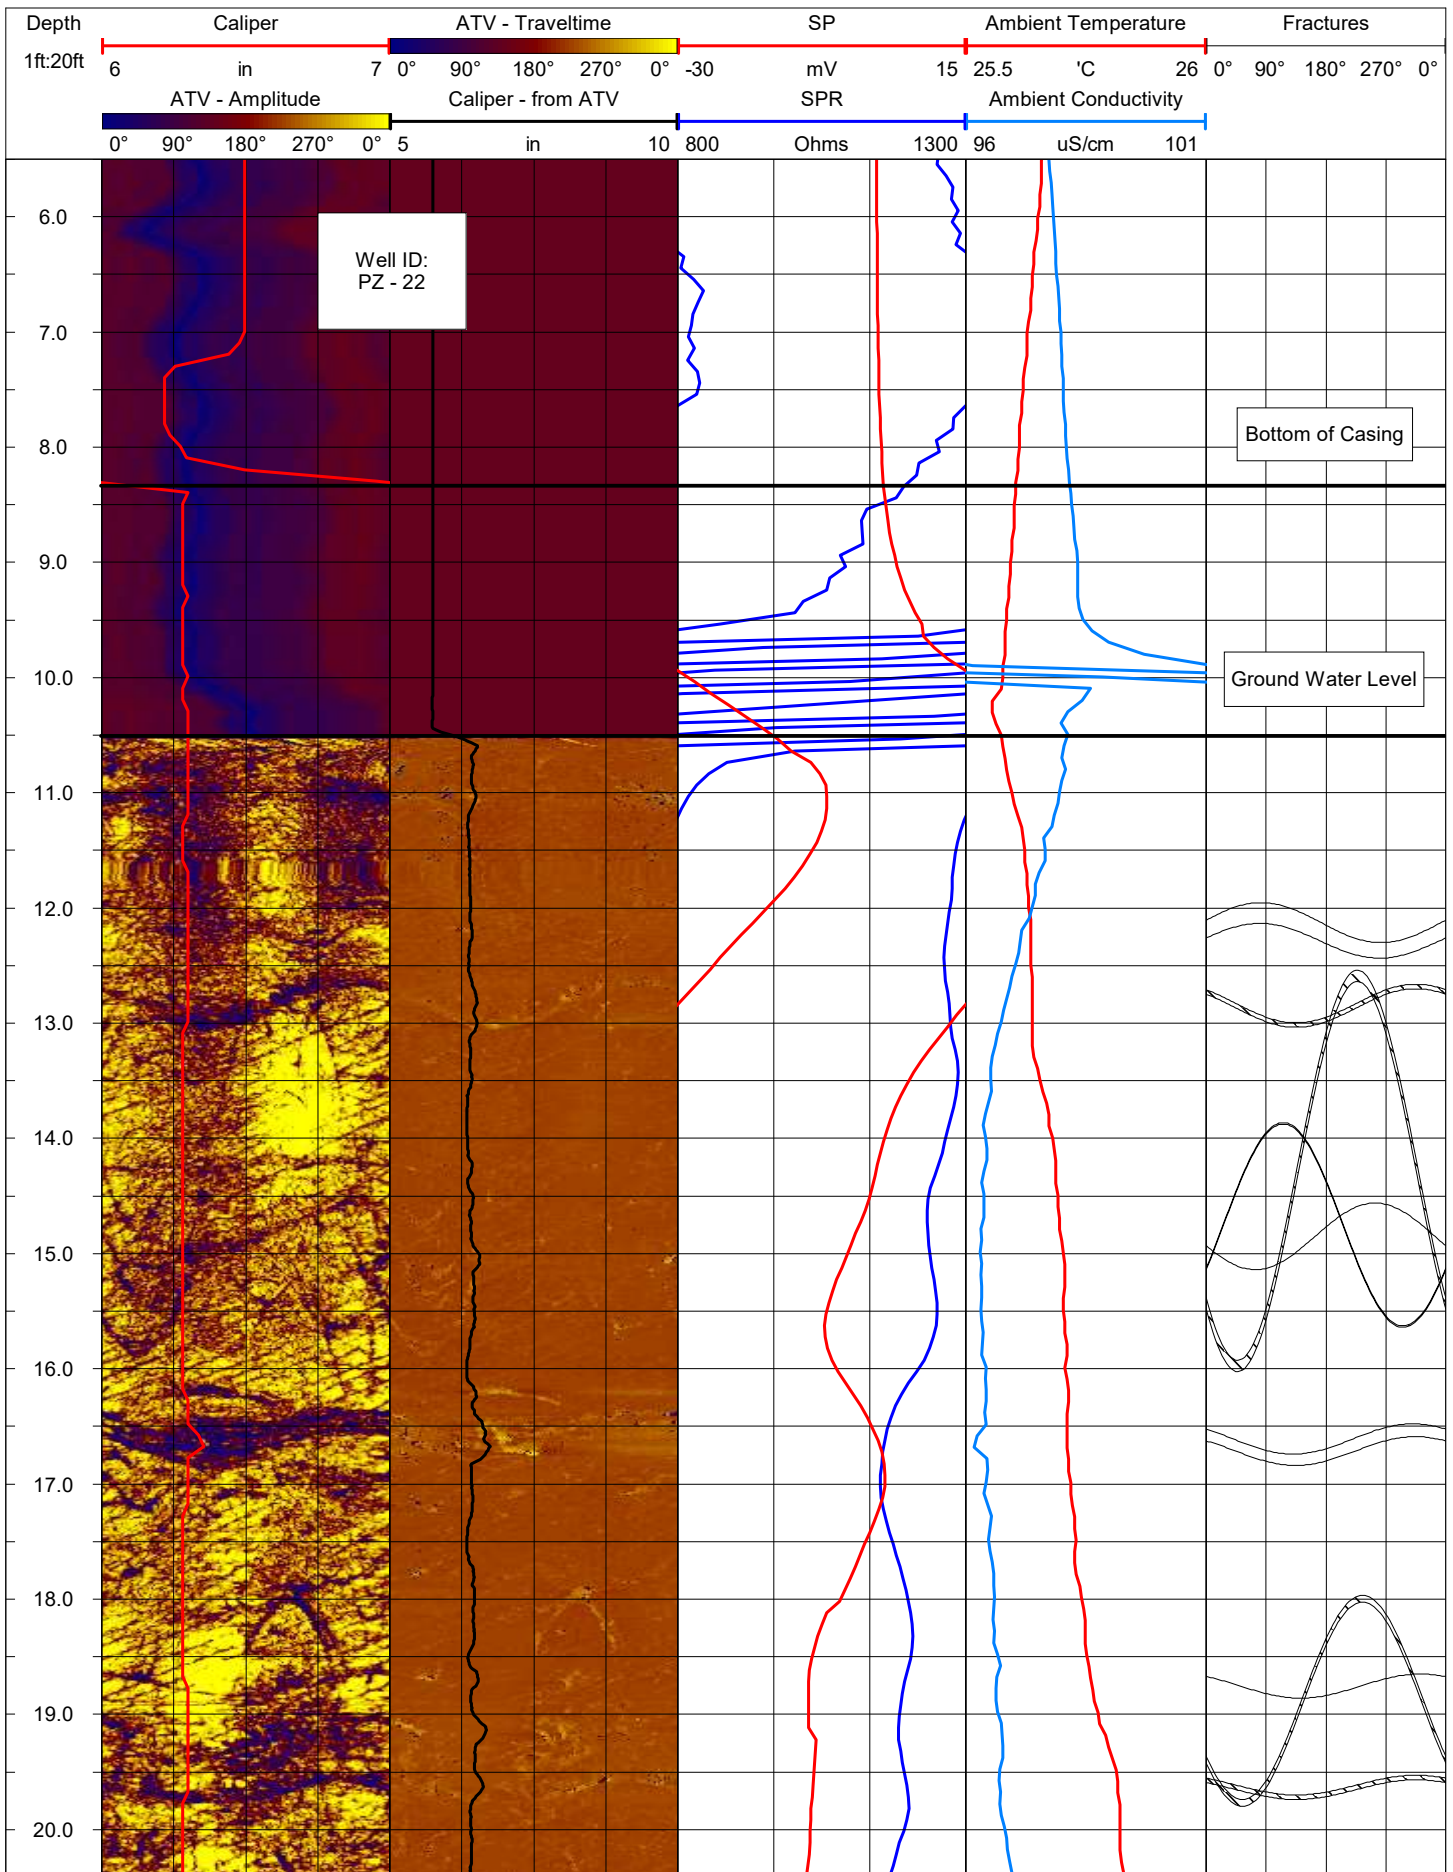 Depth Caliper ATV - Traveltime SP Ambient Temperature Fractures
1ft:20ft 6 in 7 0° 90° 180° 270° 0° -30 mV 15 25.5 'C 26 0° 90° 180° 270° 0°
ATV - Amplitude Caliper - from ATV SPR Ambient Conductivity
0° 90° 180° 270° 0° 5 in 10 800 Ohms 1300 96 uS/cm 101
6.0
Well ID:
PZ - 22
7.0
Bottom of Casing
8.0
9.0
10.0
Ground Water Level
11.0
12.0
13.0
14.0
15.0
16.0
17.0
18.0
19.0
20.0